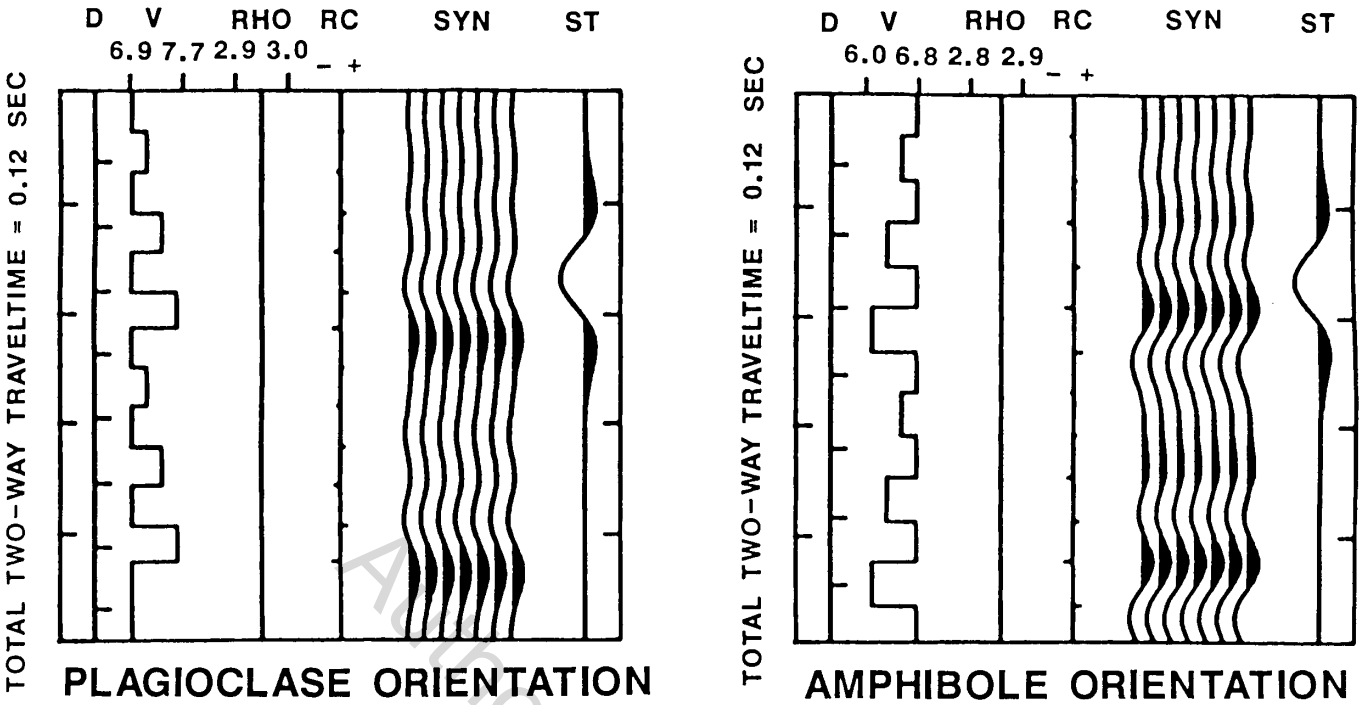 D V RHO RC SYN ST
6.9 7.7 2.9 3.0 - +
TOTAL TWO-WAY TRAVELTIME = 0.12 SEC
PLAGIOCLASE ORIENTATION
D V RHO RC SYN ST
6.0 6.8 2.8 2.9 - +
TOTAL TWO-WAY TRAVELTIME = 0.12 SEC
AMPHIBOLE ORIENTATION